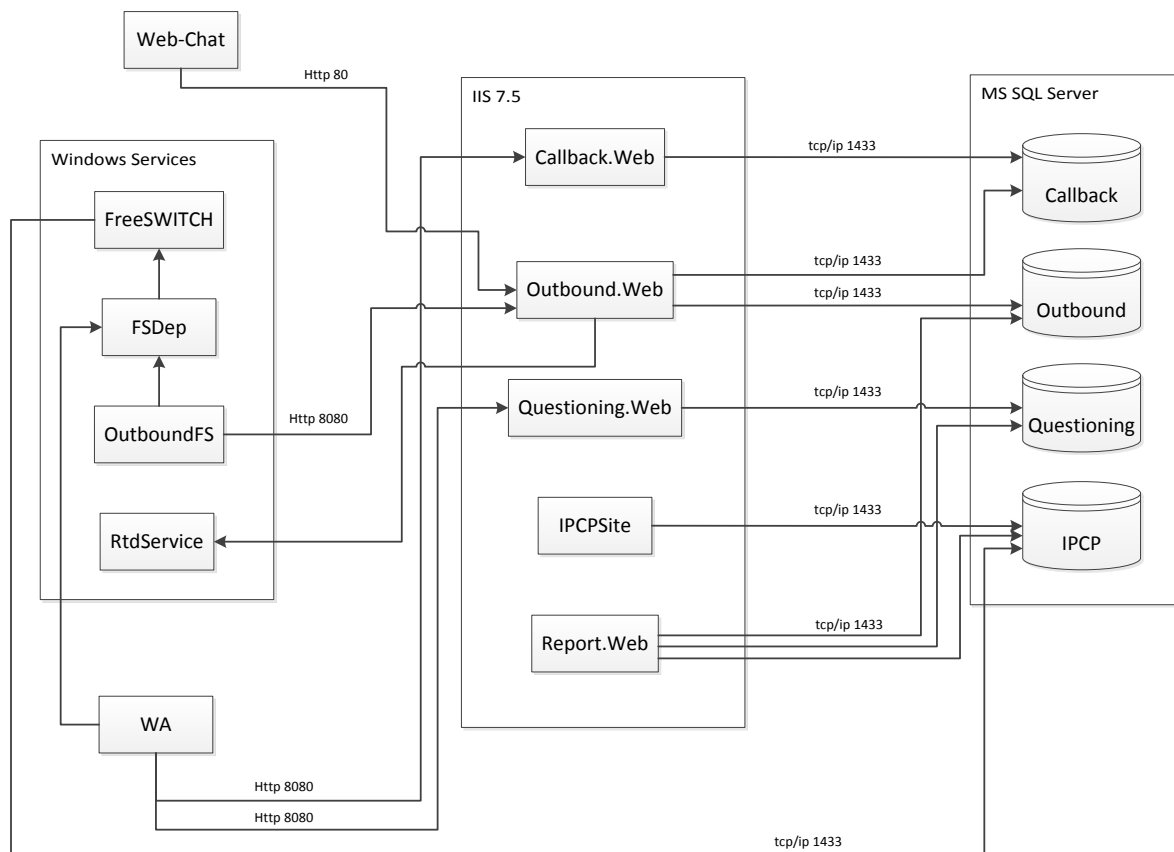 Web-Chat
Http 80
IIS 7.5
MS SQL Server
Windows Services
Callback.Web
tcp/ip 1433
Callback
FreeSWITCH
Outbound.Web
tcp/ip 1433
tcp/ip 1433
Outbound
FSDep
OutboundFS
Http 8080
Questioning.Web
tcp/ip 1433
Questioning
RtdService
IPCPSite
tcp/ip 1433
IPCP
Report.Web
tcp/ip 1433
WA
Http 8080
Http 8080
tcp/ip 1433